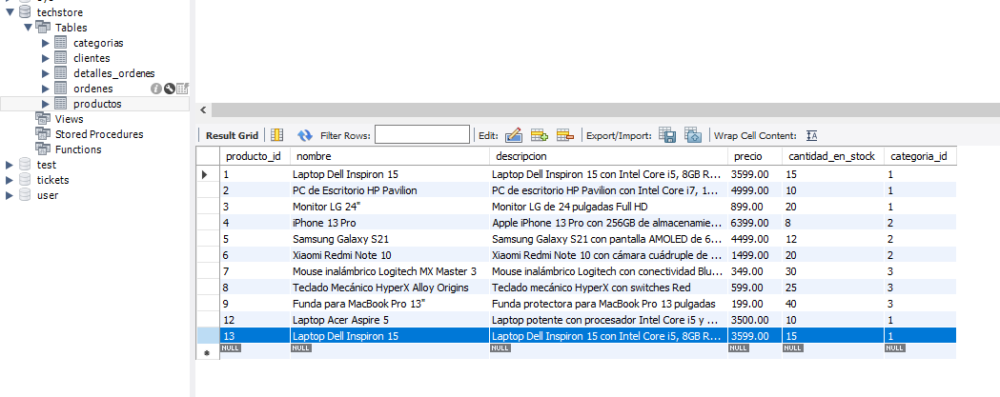 techstore
Tables
categorias
clientes
detalles_ordenes
ordenes
productos
Views
Stored Procedures
Functions
test
tickets
user
Result Grid Filter Rows: Edit: Export/Import: Wrap Cell Content:
producto_id nombre descripcion precio cantidad_en_stock categoria_id
1 Laptop Dell Inspiron 15 Laptop Dell Inspiron 15 con Intel Core i5, 8GB R... 3599.00 15 1
2 PC de Escritorio HP Pavilion PC de Escritorio HP Pavilion con Intel Core i7, 1... 4999.00 10 1
3 Monitor LG 24" Monitor LG de 24 pulgadas Full HD 899.00 20 1
4 iPhone 13 Pro Apple iPhone 13 Pro con 256GB de almacenamie... 6399.00 8 2
5 Samsung Galaxy S21 Samsung Galaxy S21 con pantalla AMOLED de 6... 4499.00 12 2
6 Xiaomi Redmi Note 10 Xiaomi Redmi Note 10 con cámara cuádruple de ... 1499.00 20 2
7 Mouse inalámbrico Logitech MX Master 3 Mouse inalámbrico Logitech con conectividad Blu... 349.00 30 3
8 Teclado Mecánico HyperX Alloy Origins Teclado mecánico HyperX con switches Red 599.00 25 3
9 Funda para MacBook Pro 13" Funda protectora para MacBook Pro 13 pulgadas 199.00 40 3
12 Laptop Acer Aspire 5 Laptop potente con procesador Intel Core i5 y ... 3500.00 10 1
13 Laptop Dell Inspiron 15 Laptop Dell Inspiron 15 con Intel Core i5, 8GB R... 3599.00 15 1
NULL NULL NULL NULL NULL NULL